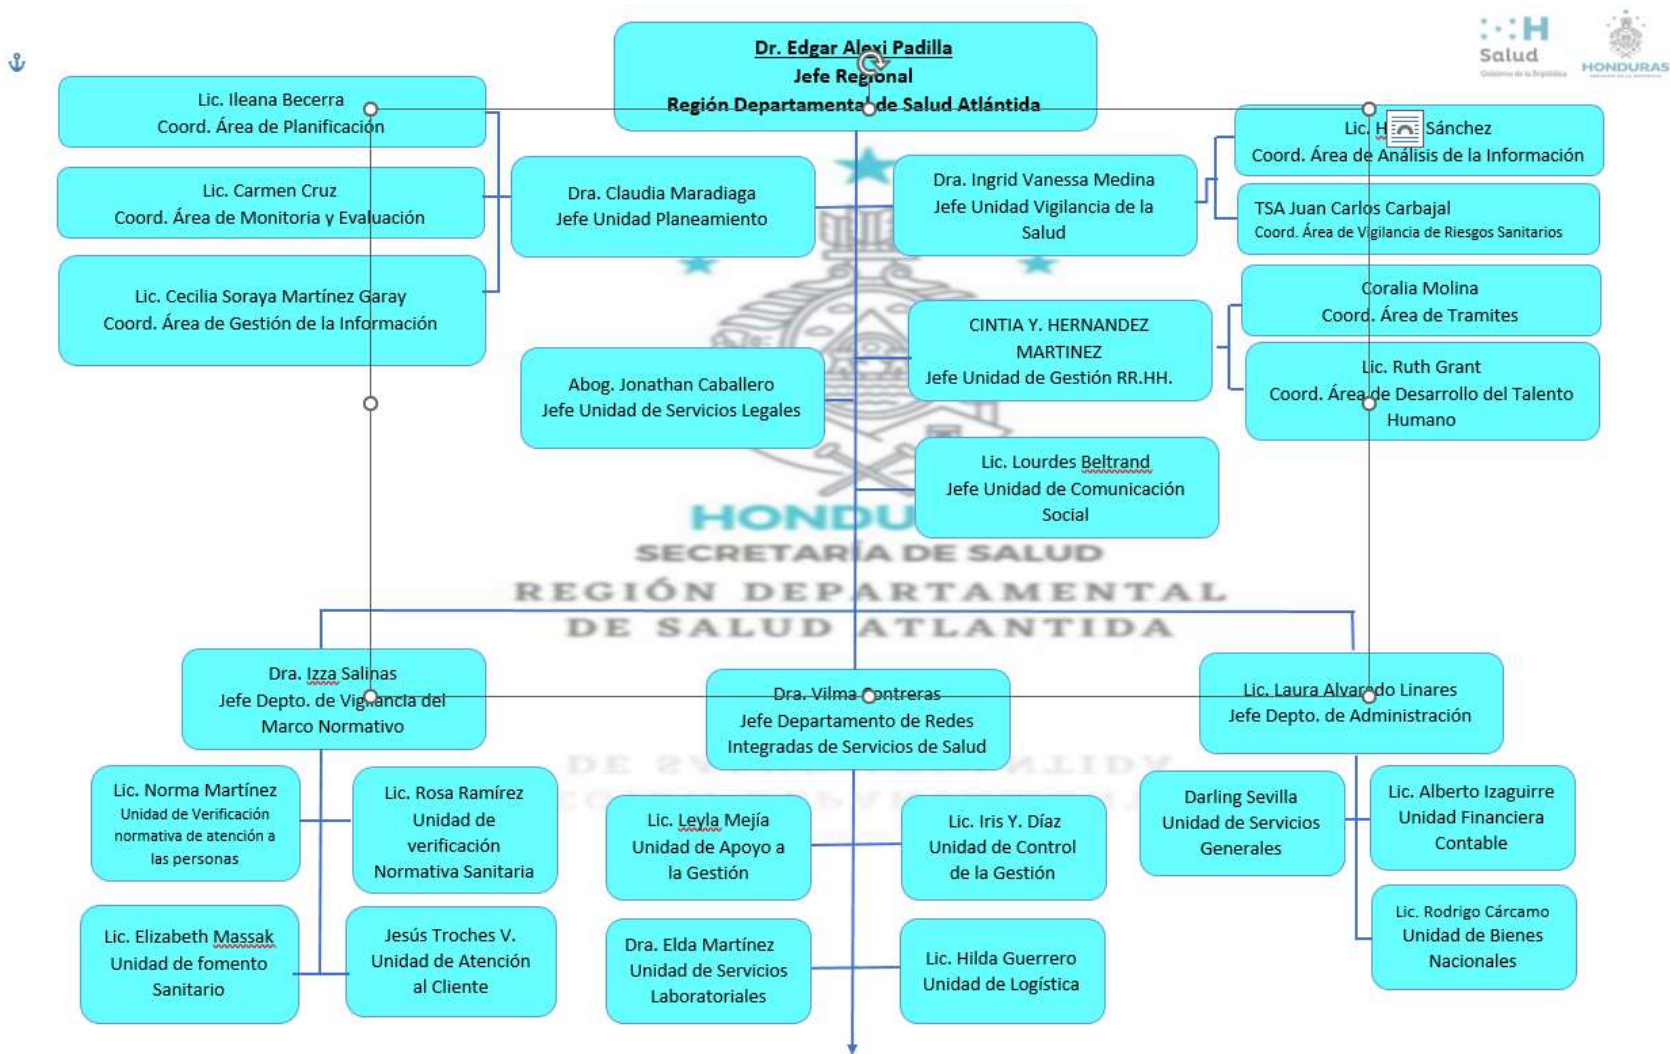 Dr. Edgar Alexi Padilla
Jefe Regional
Región Departamental de Salud Atlántida
Salud
Gobierno de la República
HONDURAS
Lic. Ileana Becerra
Coord. Área de Planificación
Lic. Carmen Cruz
Coord. Área de Monitoria y Evaluación
Lic. Cecilia Soraya Martínez Garay
Coord. Área de Gestión de la Información
Dra. Claudia Maradiaga
Jefe Unidad Planeamiento
Dra. Ingrid Vanessa Medina
Jefe Unidad Vigilancia de la
Salud
Lic. Sánchez
Coord. Área de Análisis de la Información
TSA Juan Carlos Carbajal
Coord. Área de Vigilancia de Riesgos Sanitarios
CINTIA Y. HERNANDEZ
MARTINEZ
Jefe Unidad de Gestión RR.HH.
Coralia Molina
Coord. Área de Tramites
Lic. Ruth Grant
Coord. Área de Desarrollo del Talento
Humano
Abog. Jonathan Caballero
Jefe Unidad de Servicios Legales
Lic. Lourdes Beltrand
Jefe Unidad de Comunicación
Social
HONDU
SECRETARÍA DE SALUD
REGIÓN DEPARTAMENTAL
DE SALUD ATLANTIDA
Dra. Izza Salinas
Jefe Depto. de Vigilancia del
Marco Normativo
Dra. Vilma Contreras
Jefe Departamento de Redes
Integradas de Servicios de Salud
Lic. Laura Alvarado Linares
Jefe Depto. de Administración
Lic. Norma Martínez
Unidad de Verificación
normativa de atención a
las personas
Lic. Rosa Ramírez
Unidad de
verificación
Normativa Sanitaria
Lic. Elizabeth Massak
Unidad de fomento
Sanitario
Jesús Troches V.
Unidad de Atención
al Cliente
Lic. Leyla Mejía
Unidad de Apoyo a
la Gestión
Lic. Iris Y. Díaz
Unidad de Control
de la Gestión
Dra. Elda Martínez
Unidad de Servicios
Laboratoriales
Lic. Hilda Guerrero
Unidad de Logística
Darling Sevilla
Unidad de Servicios
Generales
Lic. Alberto Izaguirre
Unidad Financiera
Contable
Lic. Rodrigo Cárcamo
Unidad de Bienes
Nacionales